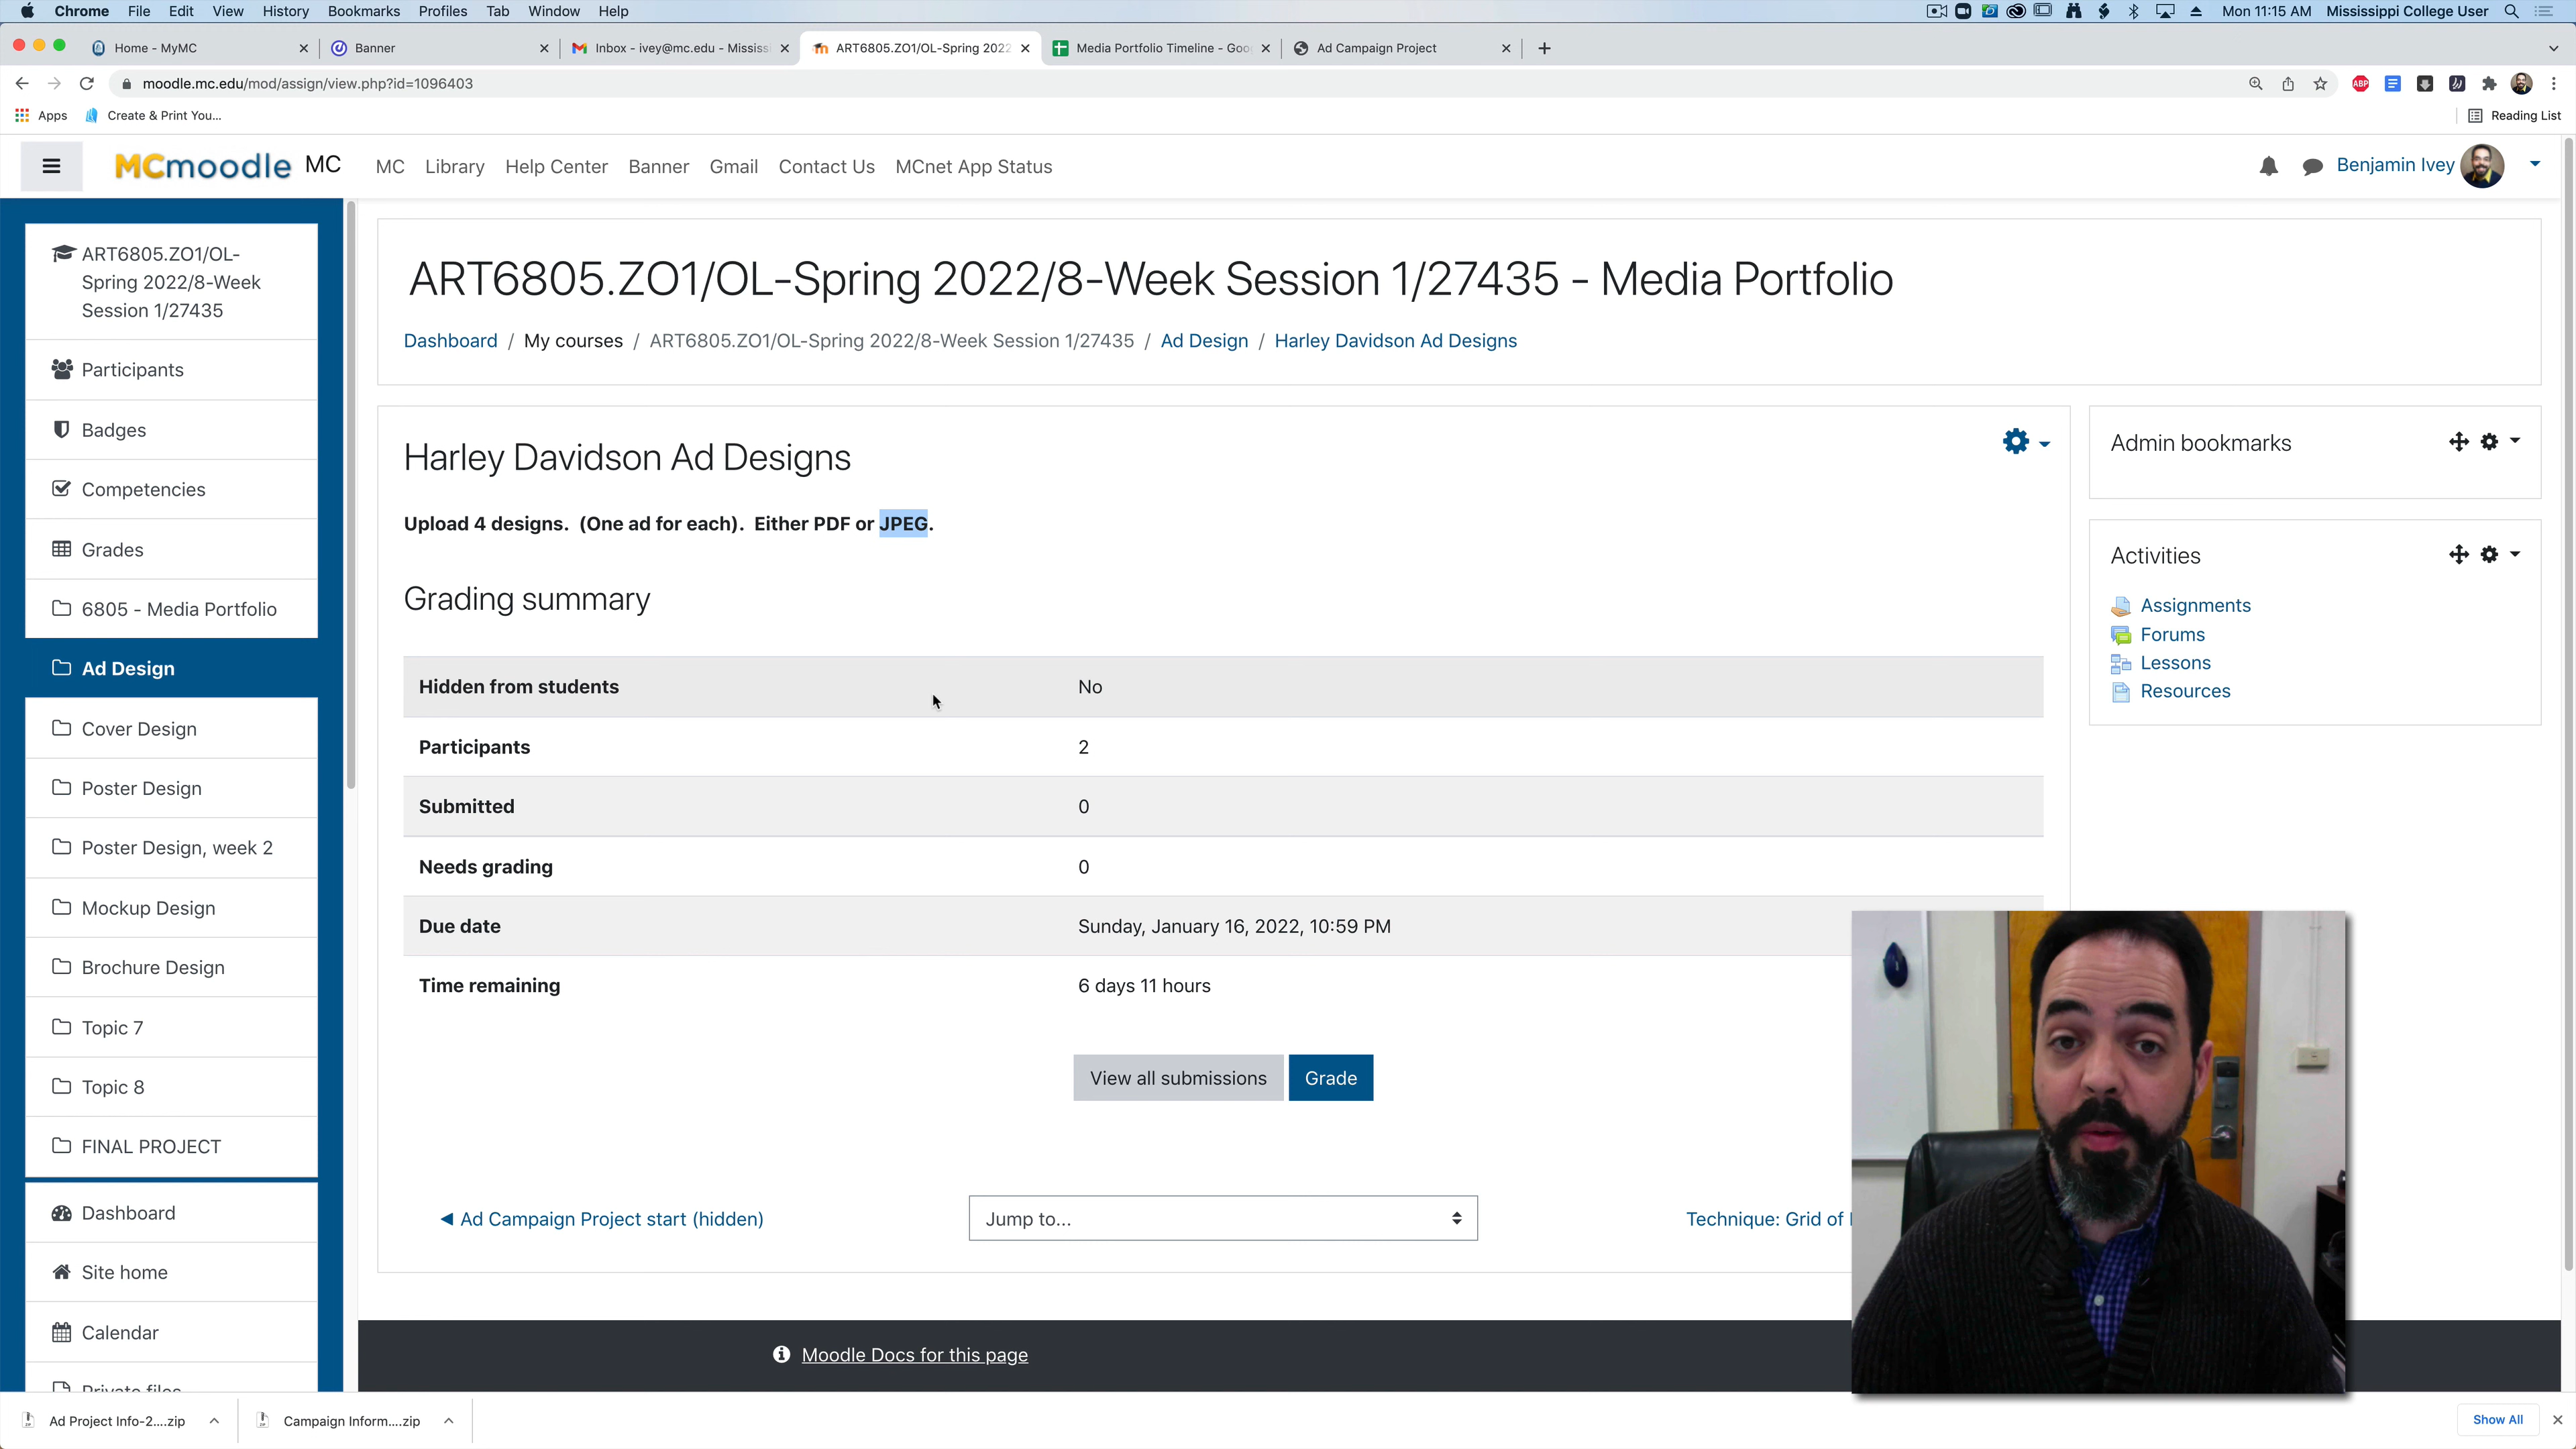 Chrome File Edit View History Bookmarks Profiles Tab Window Help Mon 11:15 AM Mississippi College User
Home - MyMC Banner Inbox - ivey@mc.edu - Mississ ART6805.ZO1/OL-Spring 2022 Media Portfolio Timeline - Goo Ad Campaign Project
moodle.mc.edu/mod/assign/view.php?id=1096403 ABP
Apps Create & Print You... Reading List
MCmoodle MC MC Library Help Center Banner Gmail Contact Us MCnet App Status Benjamin Ivey
ART6805.ZO1/OL-
Spring 2022/8-Week
Session 1/27435
Participants
Badges
Competencies
Grades
6805 - Media Portfolio
Ad Design
Cover Design
Poster Design
Poster Design, week 2
Mockup Design
Brochure Design
Topic 7
Topic 8
FINAL PROJECT
Dashboard
Site home
Calendar
Private files
ART6805.ZO1/OL-Spring 2022/8-Week Session 1/27435 - Media Portfolio
Dashboard / My courses / ART6805.ZO1/OL-Spring 2022/8-Week Session 1/27435 / Ad Design / Harley Davidson Ad Designs
Harley Davidson Ad Designs
Upload 4 designs. (One ad for each). Either PDF or JPEG.
Grading summary
Hidden from students No
Participants 2
Submitted 0
Needs grading 0
Due date Sunday, January 16, 2022, 10:59 PM
Time remaining 6 days 11 hours
View all submissions Grade
◀ Ad Campaign Project start (hidden) Jump to... Technique: Grid of
Admin bookmarks
Activities
Assignments
Forums
Lessons
Resources
Moodle Docs for this page
Ad Project Info-2....zip Campaign Inform....zip Show All